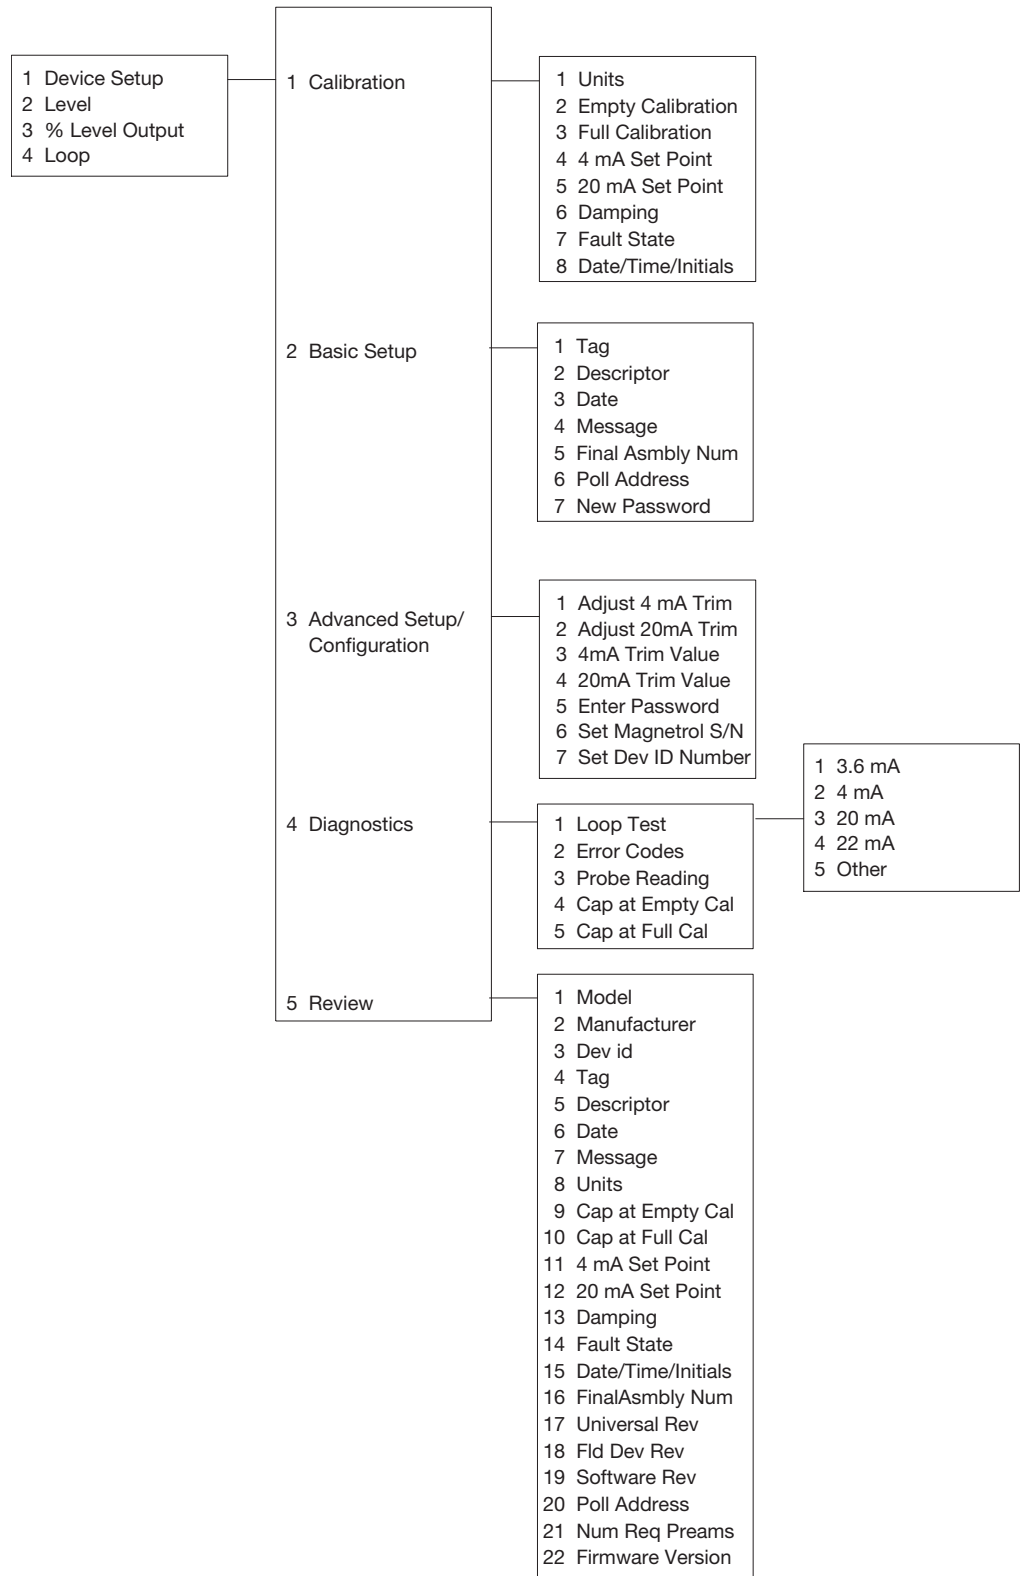 1 Device Setup
2 Level
3 % Level Output
4 Loop
1 Calibration
1 Units
2 Empty Calibration
3 Full Calibration
4 4 mA Set Point
5 20 mA Set Point
6 Damping
7 Fault State
8 Date/Time/Initials
2 Basic Setup
1 Tag
2 Descriptor
3 Date
4 Message
5 Final Asmbly Num
6 Poll Address
7 New Password
3 Advanced Setup/
Configuration
1 Adjust 4 mA Trim
2 Adjust 20mA Trim
3 4mA Trim Value
4 20mA Trim Value
5 Enter Password
6 Set Magnetrol S/N
7 Set Dev ID Number
4 Diagnostics
1 Loop Test
2 Error Codes
3 Probe Reading
4 Cap at Empty Cal
5 Cap at Full Cal
1 3.6 mA
2 4 mA
3 20 mA
4 22 mA
5 Other
5 Review
1 Model
2 Manufacturer
3 Dev id
4 Tag
5 Descriptor
6 Date
7 Message
8 Units
9 Cap at Empty Cal
10 Cap at Full Cal
11 4 mA Set Point
12 20 mA Set Point
13 Damping
14 Fault State
15 Date/Time/Initials
16 FinalAsmbly Num
17 Universal Rev
18 Fld Dev Rev
19 Software Rev
20 Poll Address
21 Num Req Preams
22 Firmware Version